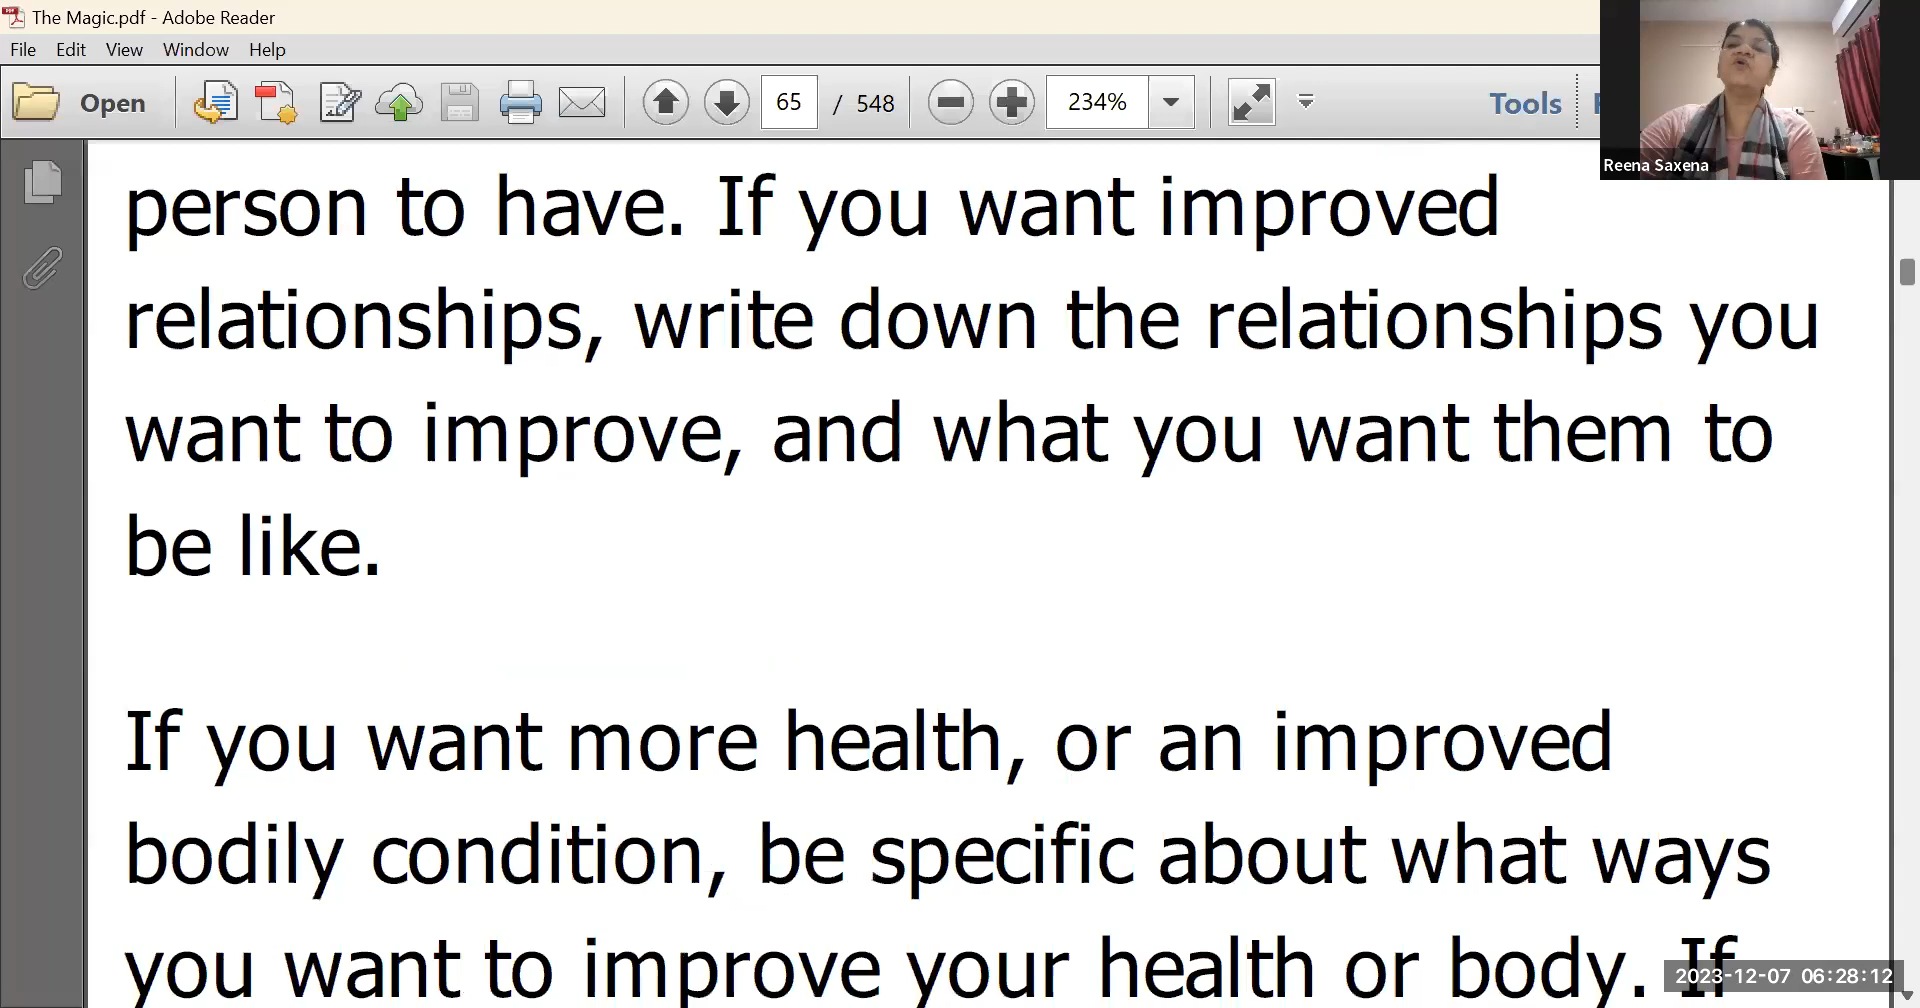 The Magic.pdf - Adobe Reader
File Edit View Window Help
Open 65 / 548 234% Tools
Reena Saxena
person to have. If you want improved
relationships, write down the relationships you
want to improve, and what you want them to
be like.
If you want more health, or an improved
bodily condition, be specific about what ways
you want to improve your health or body. If
2023-12-07 06:28:12